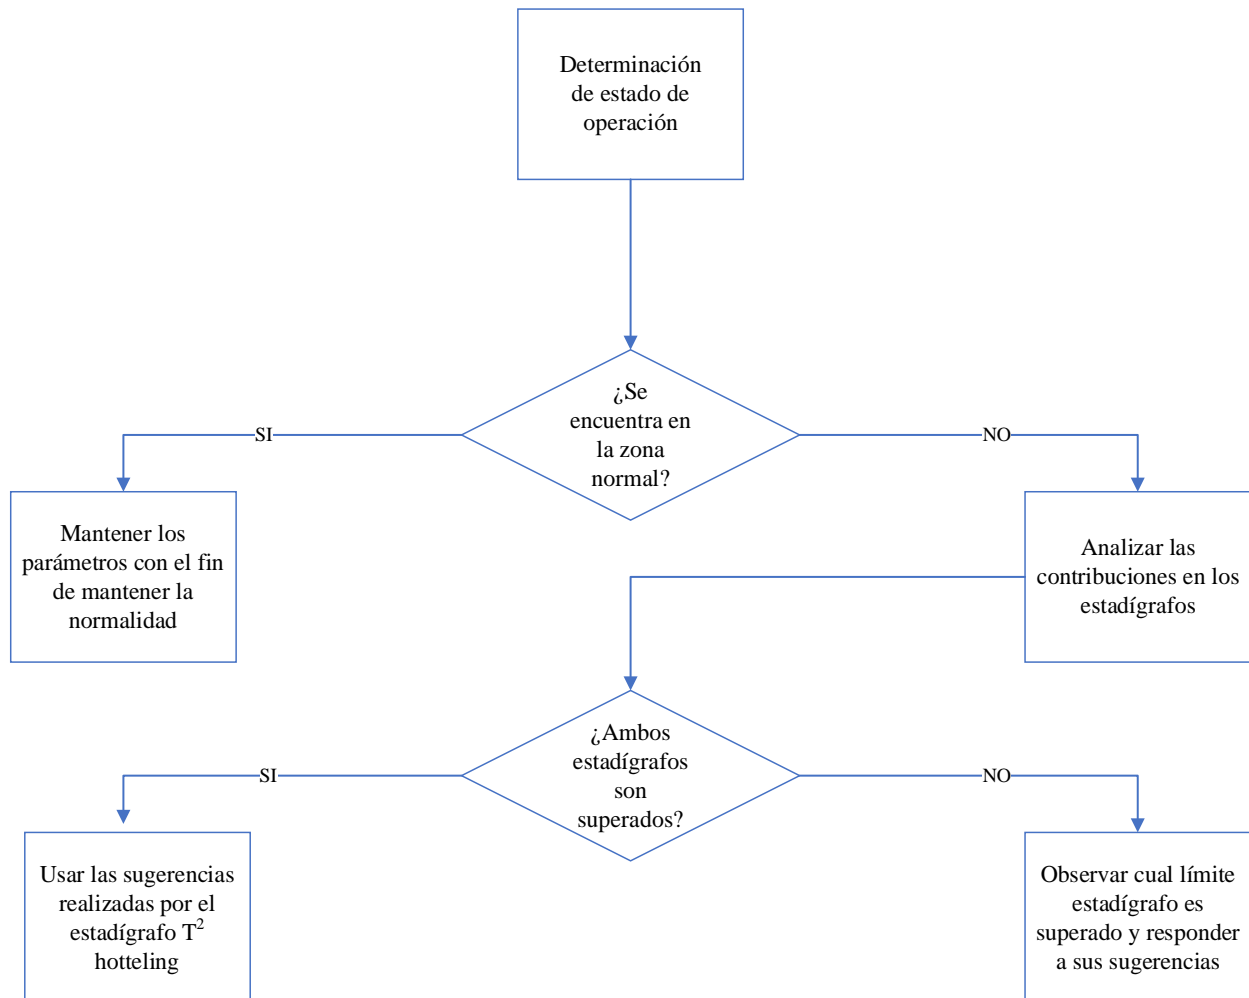 Determinación
de estado de
operación
¿Se
encuentra en
la zona
normal?
SI
NO
Mantener los
parámetros con el fin
de mantener la
normalidad
Analizar las
contribuciones en los
estadígrafos
¿Ambos
estadígrafos
son
superados?
SI
NO
Usar las sugerencias
realizadas por el
estadígrafo T²
hotteling
Observar cual límite
estadígrafo es
superado y responder
a sus sugerencias